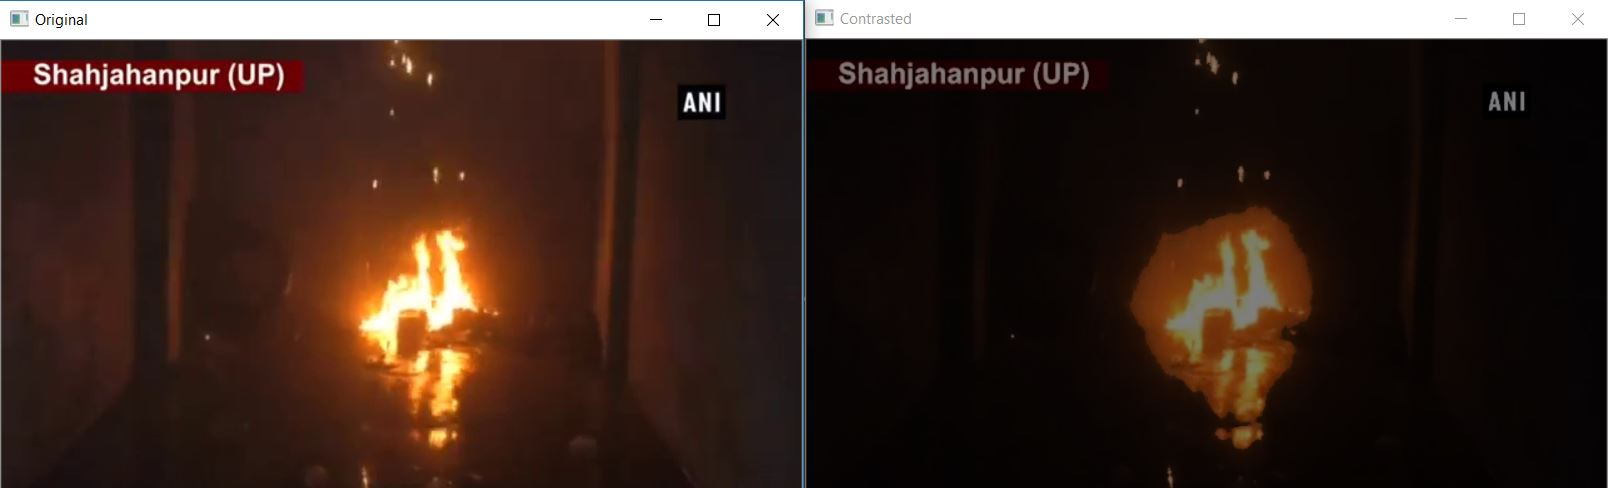 Original
Contrasted
Shahjahanpur (UP)
ANI
Shahjahanpur (UP)
ANI